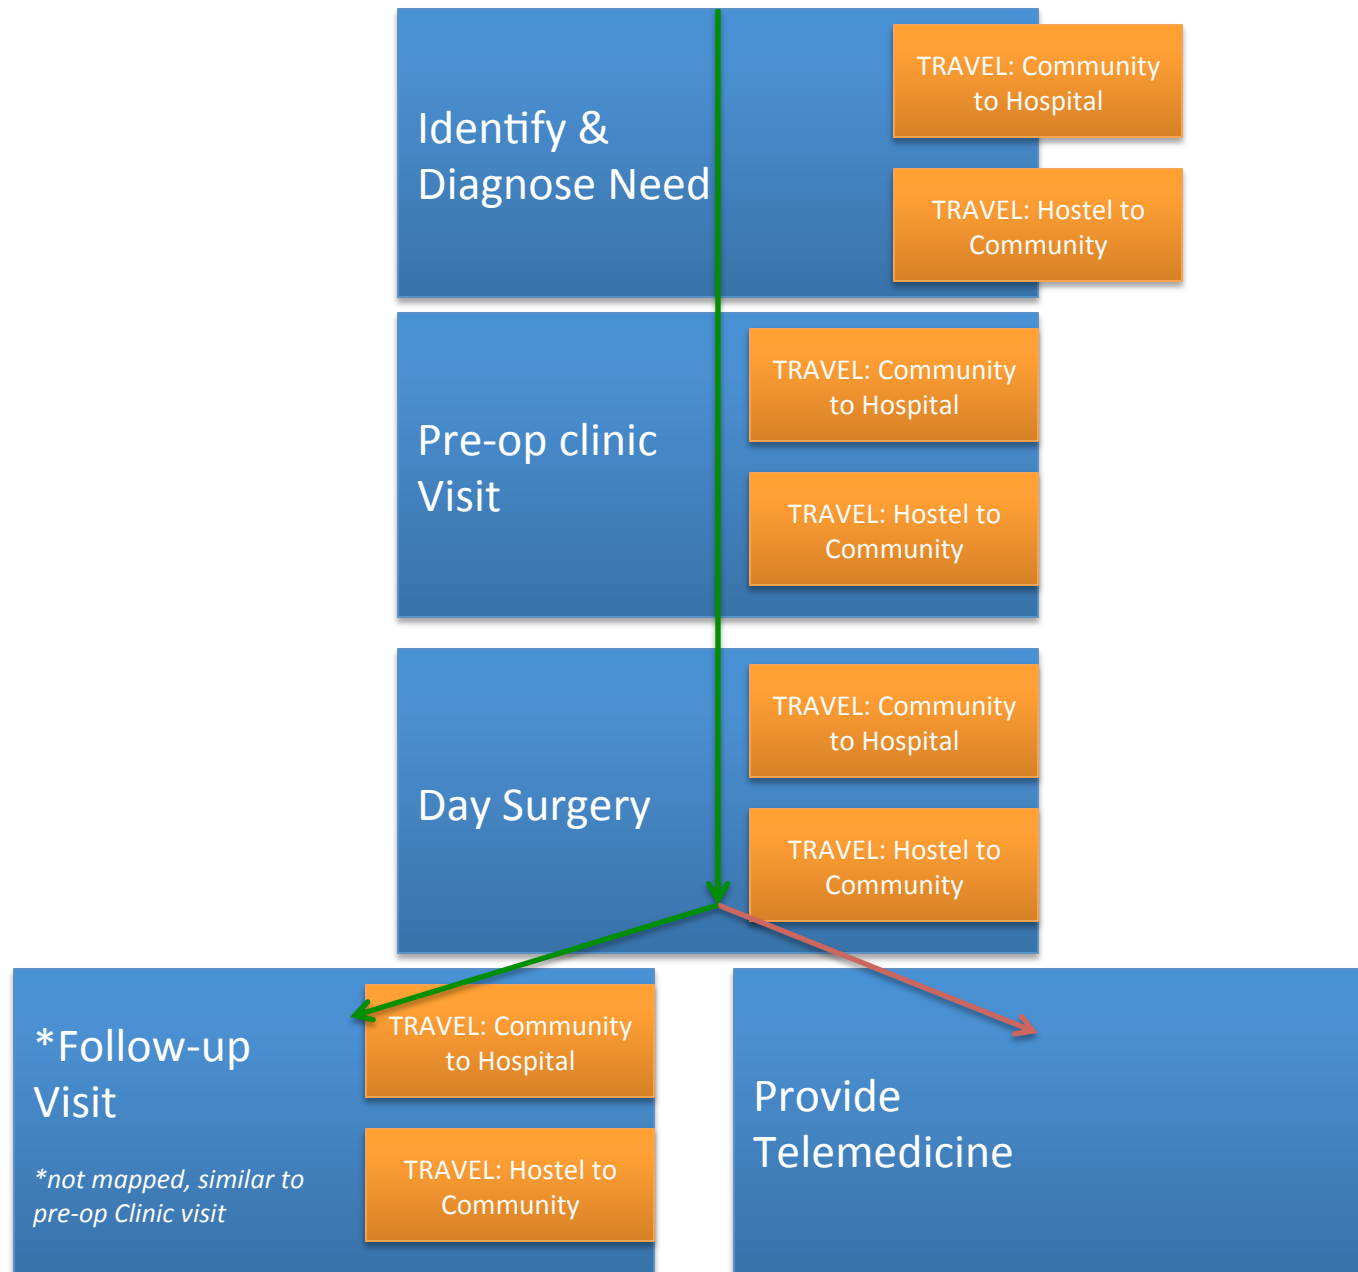 Identify &
Diagnose Need
TRAVEL: Community
to Hospital
TRAVEL: Hostel to
Community
Pre-op clinic
Visit
TRAVEL: Community
to Hospital
TRAVEL: Hostel to
Community
Day Surgery
TRAVEL: Community
to Hospital
TRAVEL: Hostel to
Community
*Follow-up
Visit
*not mapped, similar to
pre-op Clinic visit
TRAVEL: Community
to Hospital
TRAVEL: Hostel to
Community
Provide
Telemedicine